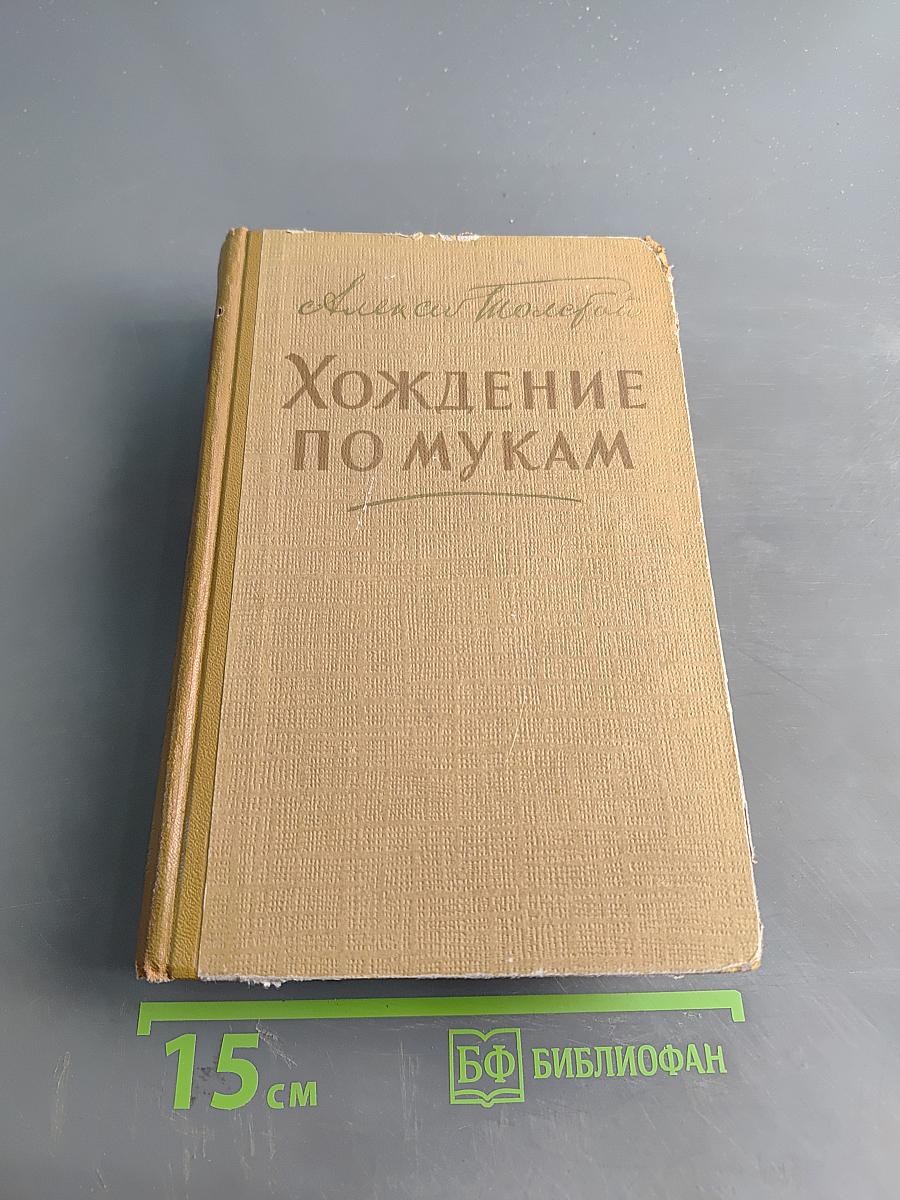 Алексей Толстой
ХОЖДЕНИЕ
ПО МУКАМ
15 см
БФ БИБЛИОФАН